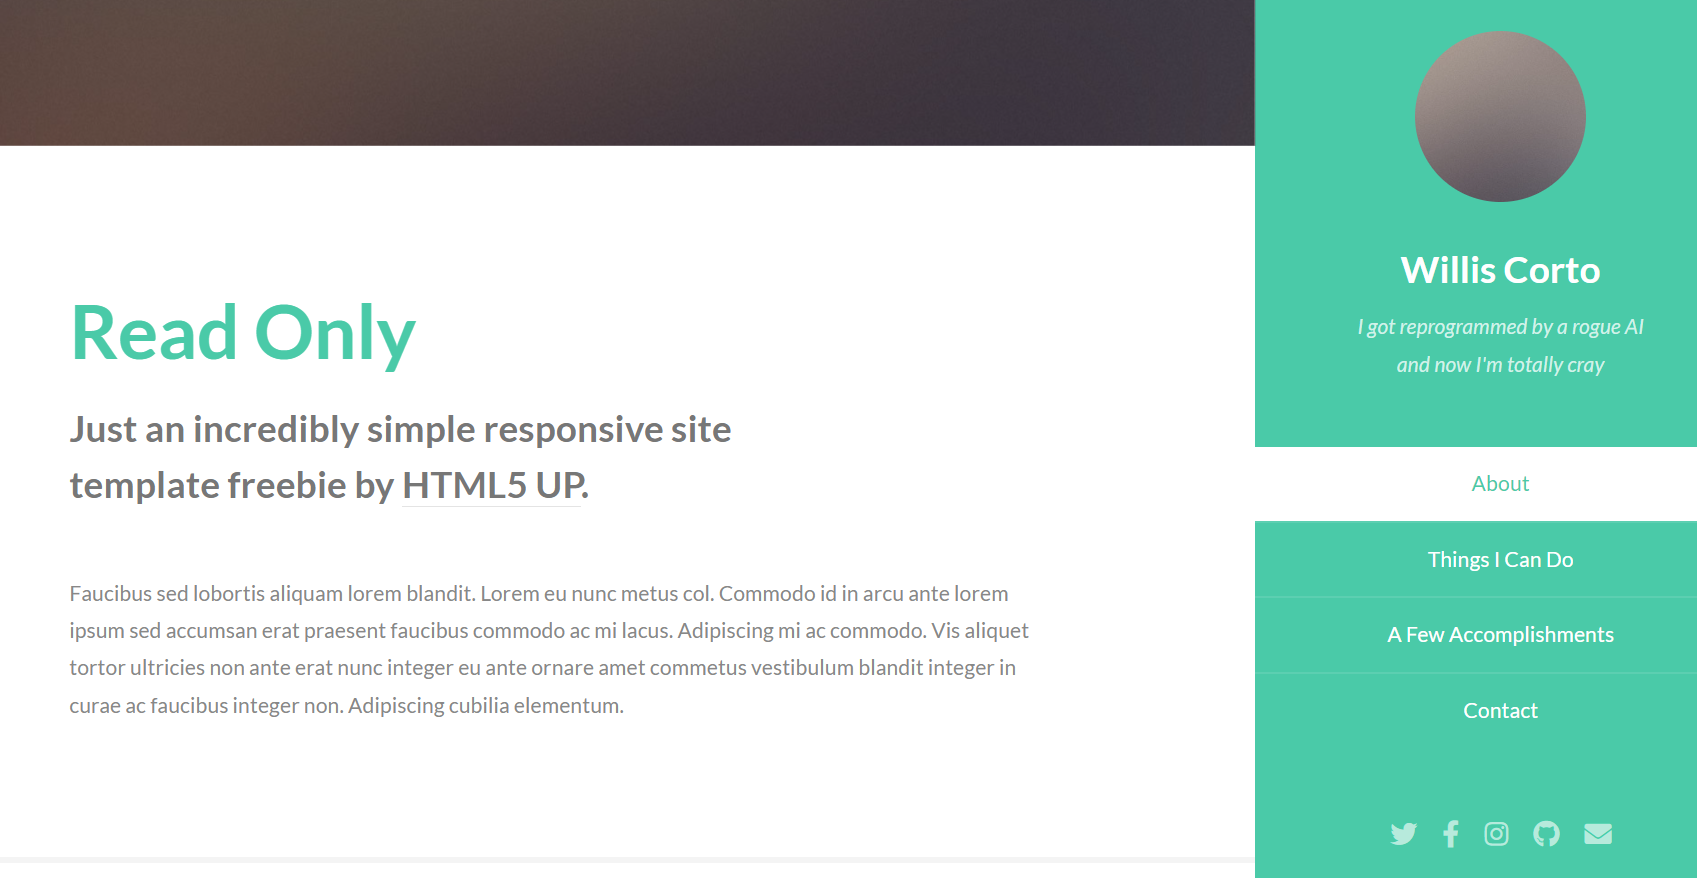 Read Only
Just an incredibly simple responsive site
template freebie by HTML5 UP.
Faucibus sed lobortis aliquam lorem blandit. Lorem eu nunc metus col. Commodo id in arcu ante lorem
ipsum sed accumsan erat praesent faucibus commodo ac mi lacus. Adipiscing mi ac commodo. Vis aliquet
tortor ultricies non ante erat nunc integer eu ante ornare amet commetus vestibulum blandit integer in
curae ac faucibus integer non. Adipiscing cubilia elementum.
Willis Corto
I got reprogrammed by a rogue AI
and now I'm totally cray
About
Things I Can Do
A Few Accomplishments
Contact